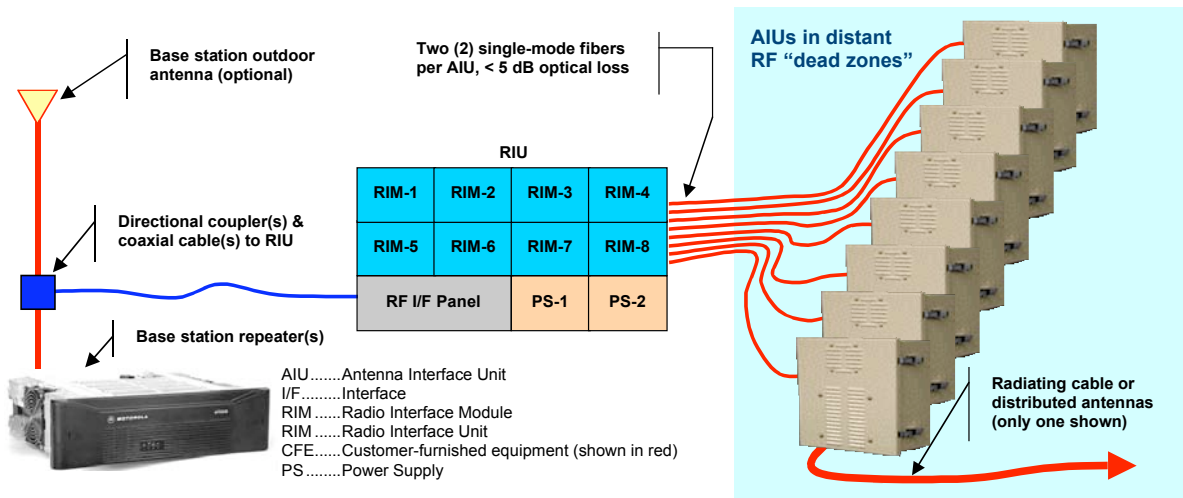 Base station outdoor
antenna (optional)
Two (2) single-mode fibers
per AIU, < 5 dB optical loss
AIUs in distant
RF “dead zones”
RIU
RIM-1 RIM-2 RIM-3 RIM-4
RIM-5 RIM-6 RIM-7 RIM-8
RF I/F Panel PS-1 PS-2
Directional coupler(s) &
coaxial cable(s) to RIU
Base station repeater(s)
MOTOROLA
AIU......Antenna Interface Unit
I/F.........Interface
RIM .....Radio Interface Module
RIM .....Radio Interface Unit
CFE.....Customer-furnished equipment (shown in red)
PS........Power Supply
Radiating cable or
distributed antennas
(only one shown)